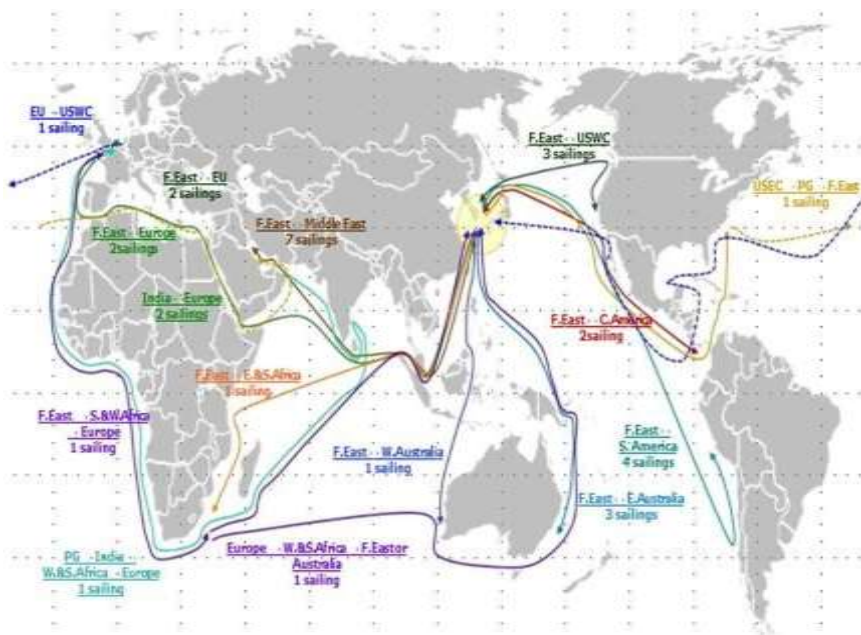 EU - USWC
1 sailing
F.East - USWC
3 sailings
F.East - EU
2 sailings
USEC - PG - F.East
1 sailing
F.East - Middle East
7 sailings
F.East - Europe
2sailings
India - Europe
2 sailings
F.East - C.America
2sailing
F.East - E.&S.Africa
sailing
F.East - S.&W.Africa
- Europe
1 sailing
F.East - W.Australia
1 sailing
F.East -
S.America
4 sailings
F.East - E.Australia
3 sailings
PG - India -
W.&S.Africa - Europe
1 sailing
Europe - W.&S.Africa - F.Eastor
Australia
1 sailing